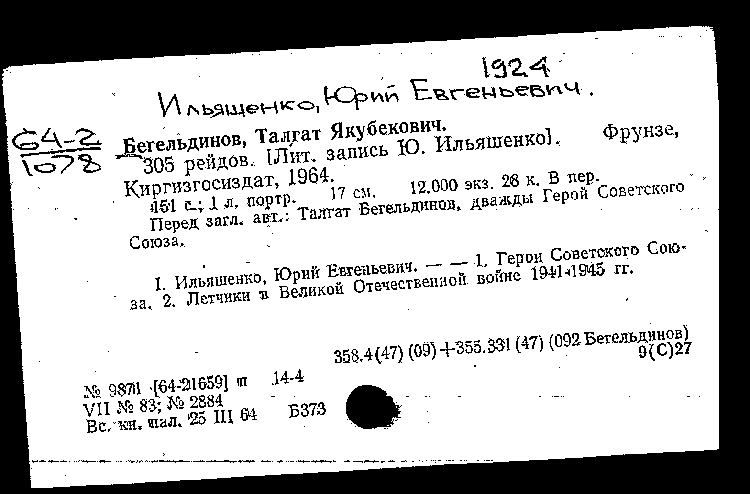 1924
Ильященко, Юрий Евгеньевич.
64-2
1078
Бегельдинов, Талгат Якубекович.
305 рейдов. [Лит. запись Ю. Ильяшенко]. Фрунзе,
Киргизгосиздат, 1964.
151 с.; 1 л. портр. 17 см. 12.000 экз. 28 к. В пер.
Перед загл. авт.: Талгат Бегельдинов, дважды Герой Советского
Союза.
I. Ильяшенко, Юрий Евгеньевич. — — 1. Герои Советского Сою-
за. 2. Летчики в Великой Отечественной войне 1941-1945 гг.
358.4(47) (09)+355.331 (47) (092 Бегельдинов)
9(С)27
[64-21659] п 14-4
VII № 83; № 2884
Вс. кн. пал. 25 III 64 Б373